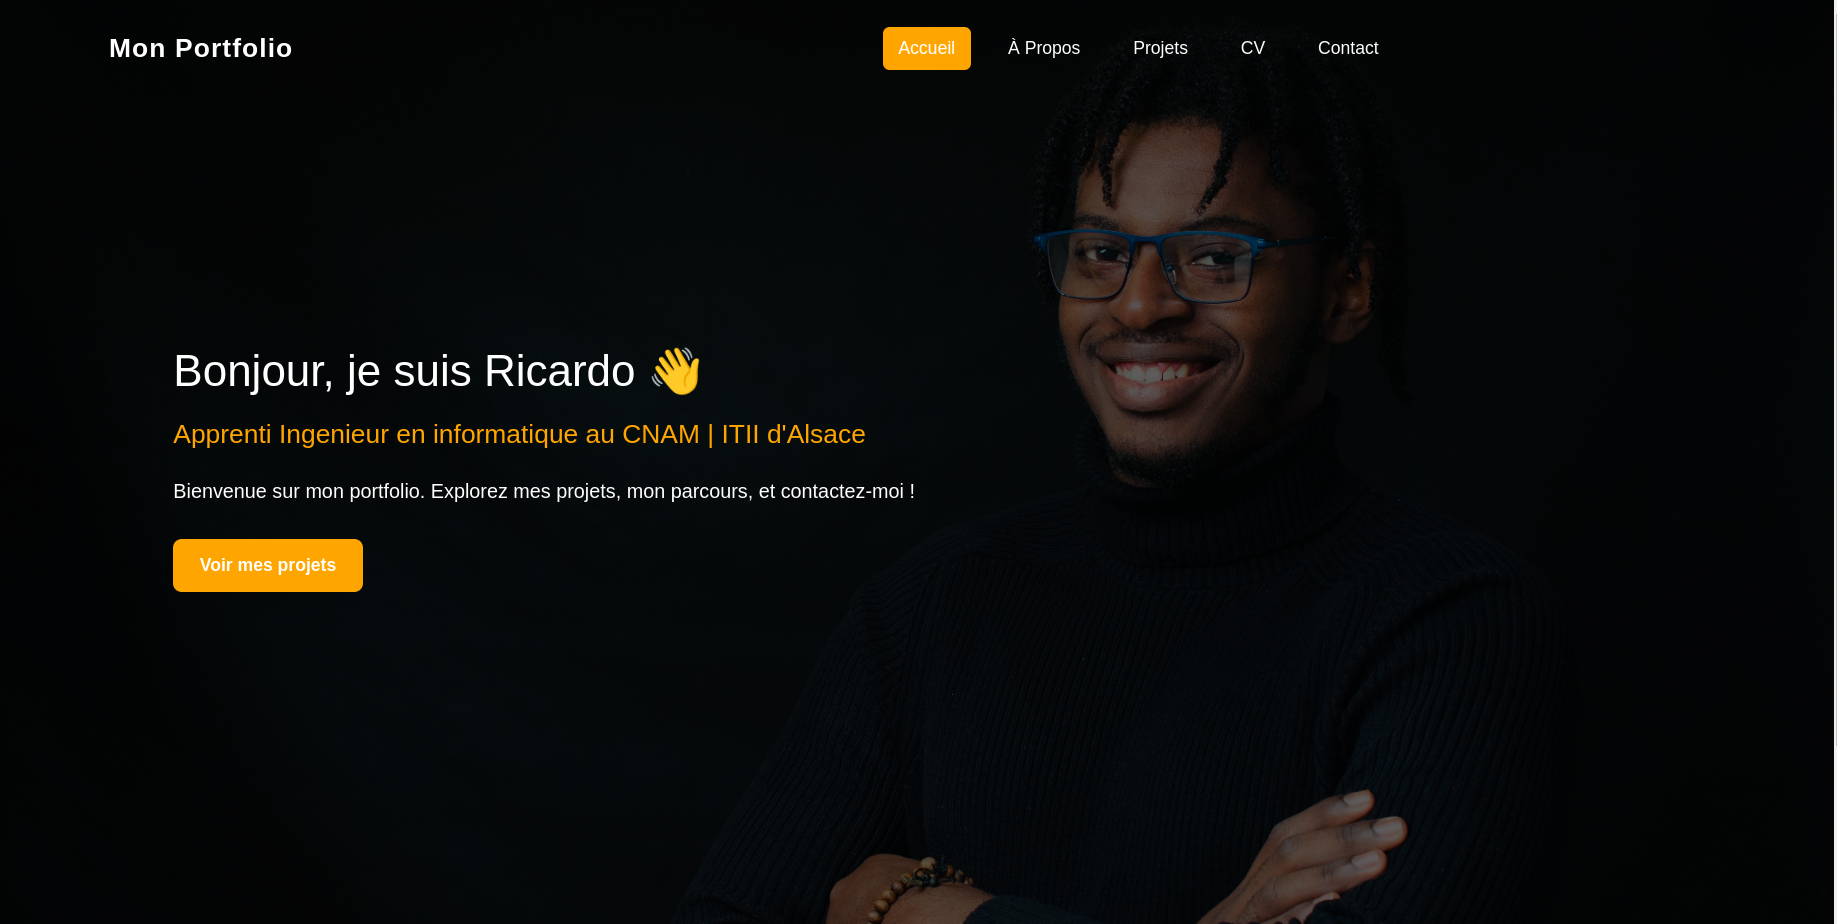 Mon Portfolio
Accueil À Propos Projets CV Contact
Bonjour, je suis Ricardo 👋
Apprenti Ingenieur en informatique au CNAM | ITII d'Alsace
Bienvenue sur mon portfolio. Explorez mes projets, mon parcours, et contactez-moi !
Voir mes projets